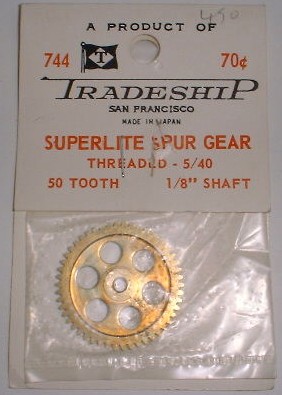 A PRODUCT OF
490
744 T 70¢
TRADESHIP
SAN FRANCISCO
MADE IN JAPAN
SUPERLITE SPUR GEAR
THREADED - 5/40
50 TOOTH 1/8" SHAFT